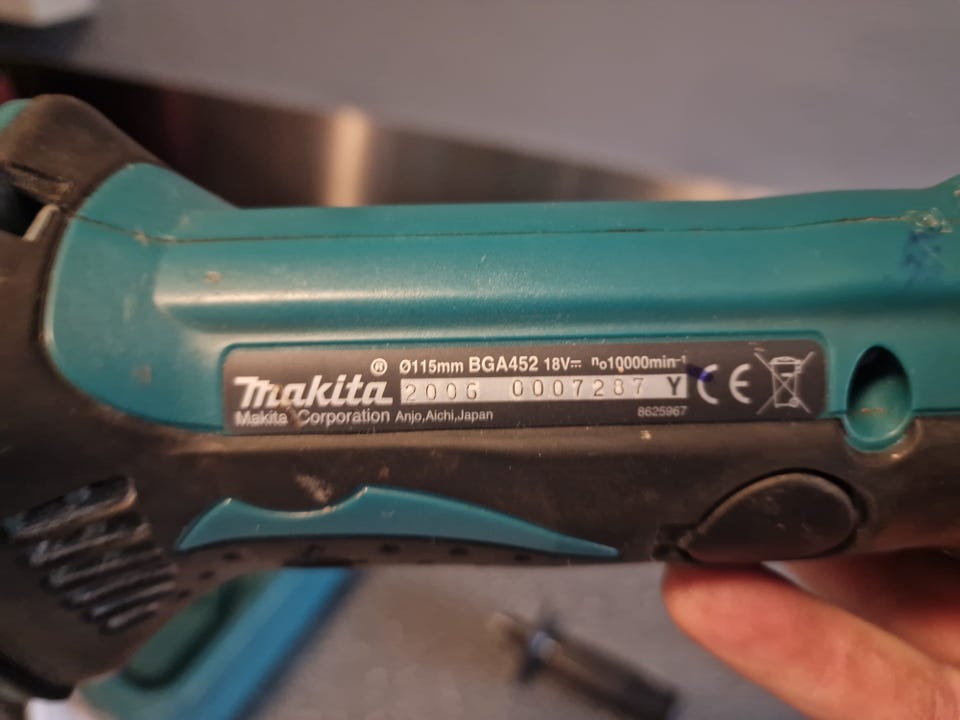 ® Ø115mm BGA452 18V⎓ n₀10000min⁻¹
makita 2006 0007287 Y CE
Makita Corporation Anjo,Aichi,Japan 8625967